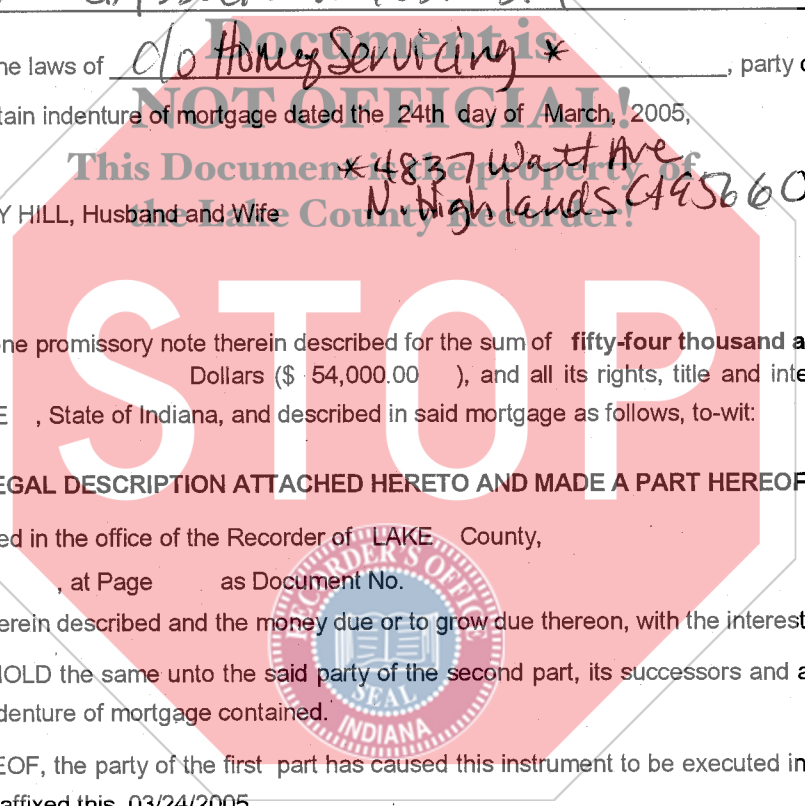 Document is
he laws of c/o HomEq Servicing * , party o
NOT OFFICIAL!
tain indenture of mortgage dated the 24th day of March, 2005,
This Document is the property of
*4837 Watt Ave
Y HILL, Husband and Wife N. Highlands CA 95660
the Lake County Recorder!
STOP
ne promissory note therein described for the sum of fifty-four thousand a
Dollars ($ 54,000.00 ), and all its rights, title and inte
E , State of Indiana, and described in said mortgage as follows, to-wit:
EGAL DESCRIPTION ATTACHED HERETO AND MADE A PART HEREOF
ed in the office of the Recorder of LAKE County,
, at Page as Document No.
erein described and the money due or to grow due thereon, with the interest
HOLD the same unto the said party of the second part, its successors and a
denture of mortgage contained.
RECORDER'S OFFICE
SEAL
INDIANA
EOF, the party of the first part has caused this instrument to be executed in
affixed this 03/24/2005